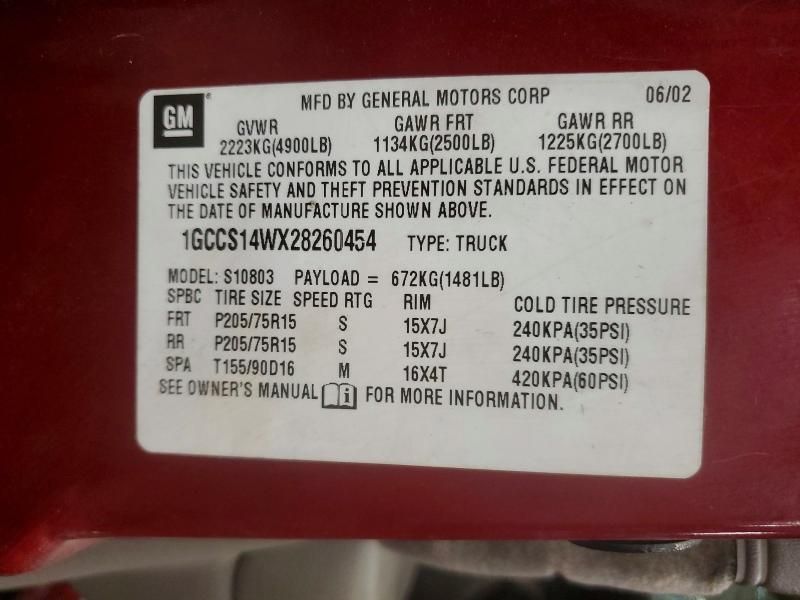 GM MFD BY GENERAL MOTORS CORP 06/02
GVWR GAWR FRT GAWR RR
2223KG(4900LB) 1134KG(2500LB) 1225KG(2700LB)
THIS VEHICLE CONFORMS TO ALL APPLICABLE U.S. FEDERAL MOTOR
VEHICLE SAFETY AND THEFT PREVENTION STANDARDS IN EFFECT ON
THE DATE OF MANUFACTURE SHOWN ABOVE.
1GCCS14WX28260454 TYPE: TRUCK
MODEL: S10803 PAYLOAD = 672KG(1481LB)
SPBC TIRE SIZE SPEED RTG RIM COLD TIRE PRESSURE
FRT P205/75R15 S 15X7J 240KPA(35PSI)
RR P205/75R15 S 15X7J 240KPA(35PSI)
SPA T155/90D16 M 16X4T 420KPA(60PSI)
SEE OWNER'S MANUAL i FOR MORE INFORMATION.